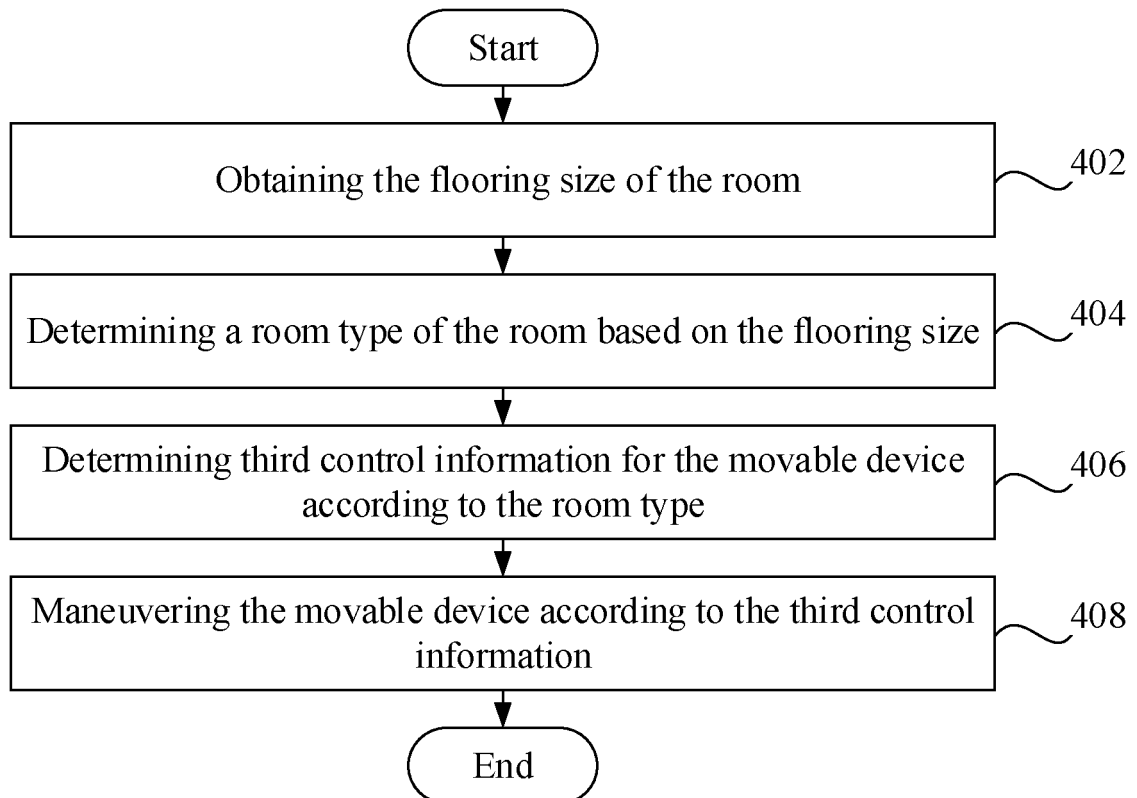 Start
Obtaining the flooring size of the room
402
Determining a room type of the room based on the flooring size
404
Determining third control information for the movable device
according to the room type
406
Maneuvering the movable device according to the third control
information
408
End